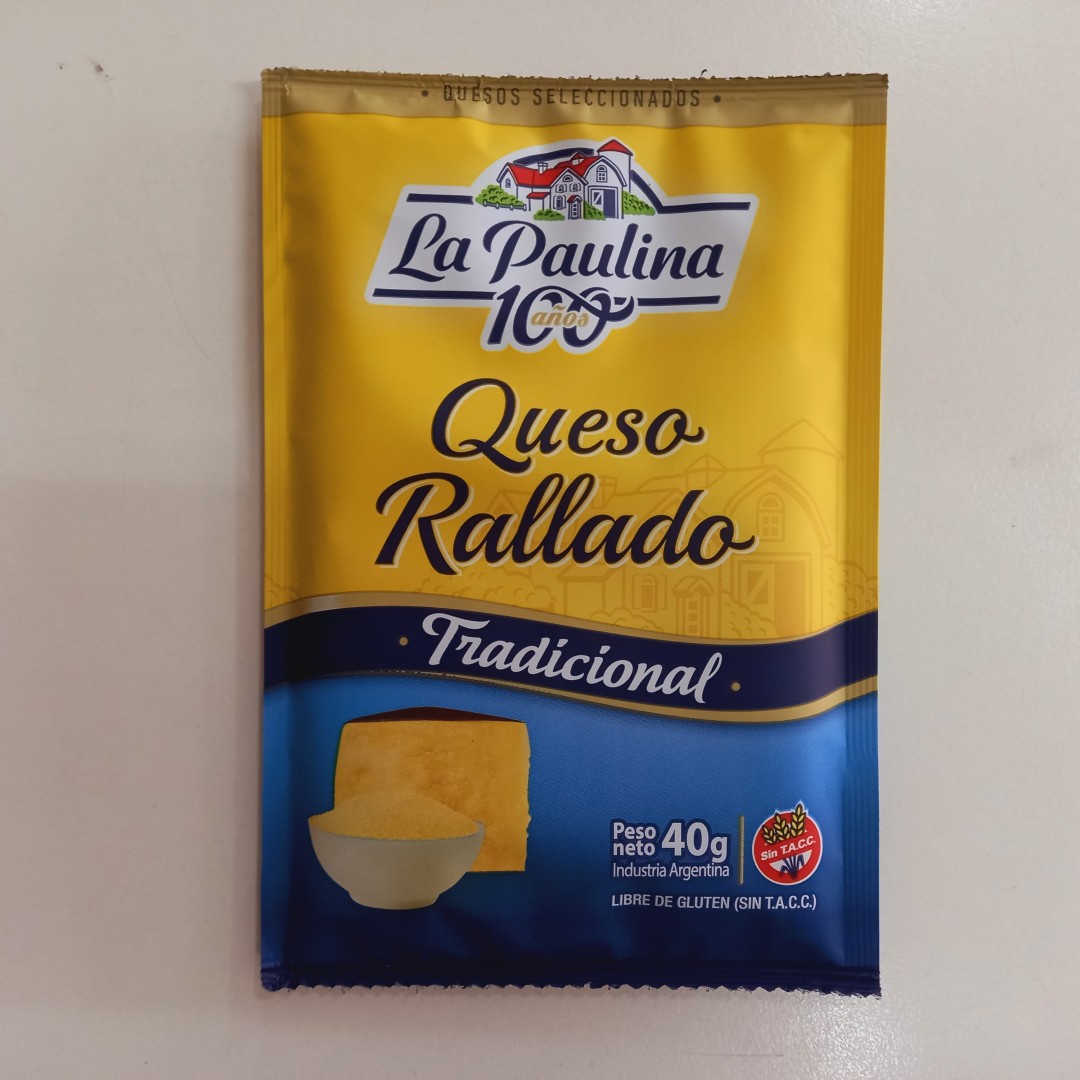 • QUESOS SELECCIONADOS •
La Paulina
100
años
Queso
Rallado
• Tradicional •
Peso
neto 40g
Industria Argentina
Sin T.A.C.C.
LIBRE DE GLUTEN (SIN T.A.C.C.)